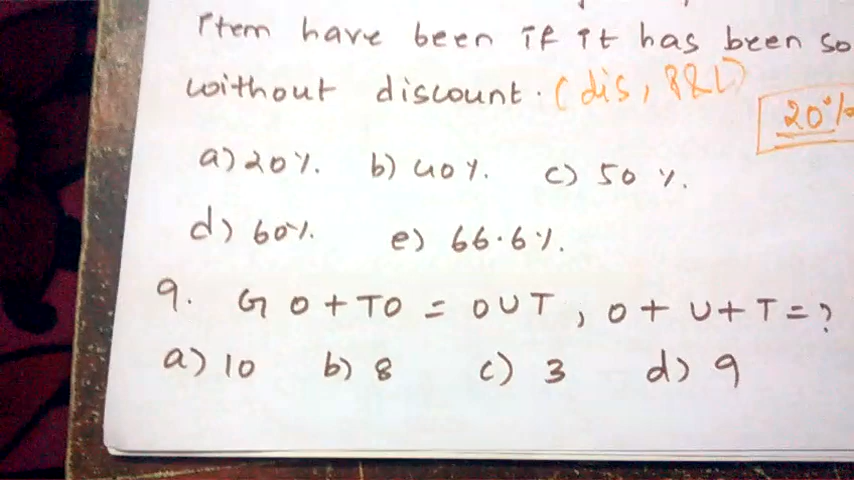 Item have been if it has been so
without discount. (dis, P&L)
20%
a) 20%. b) 40%. c) 50%.
d) 60%. e) 66.6%.
9. GO + TO = OUT, O + U + T = ?
a) 10 b) 8 c) 3 d) 9